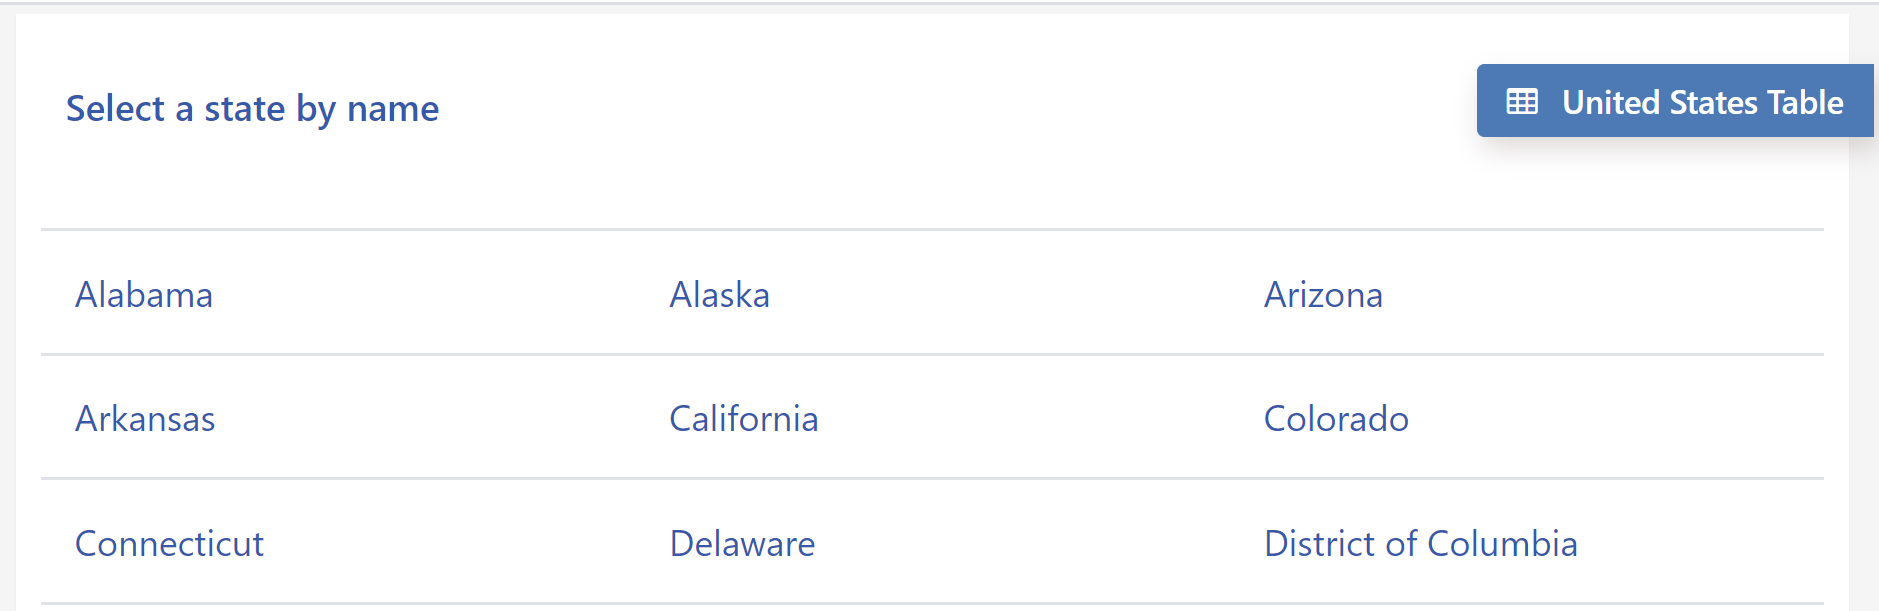 Select a state by name
United States Table
Alabama
Alaska
Arizona
Arkansas
California
Colorado
Connecticut
Delaware
District of Columbia